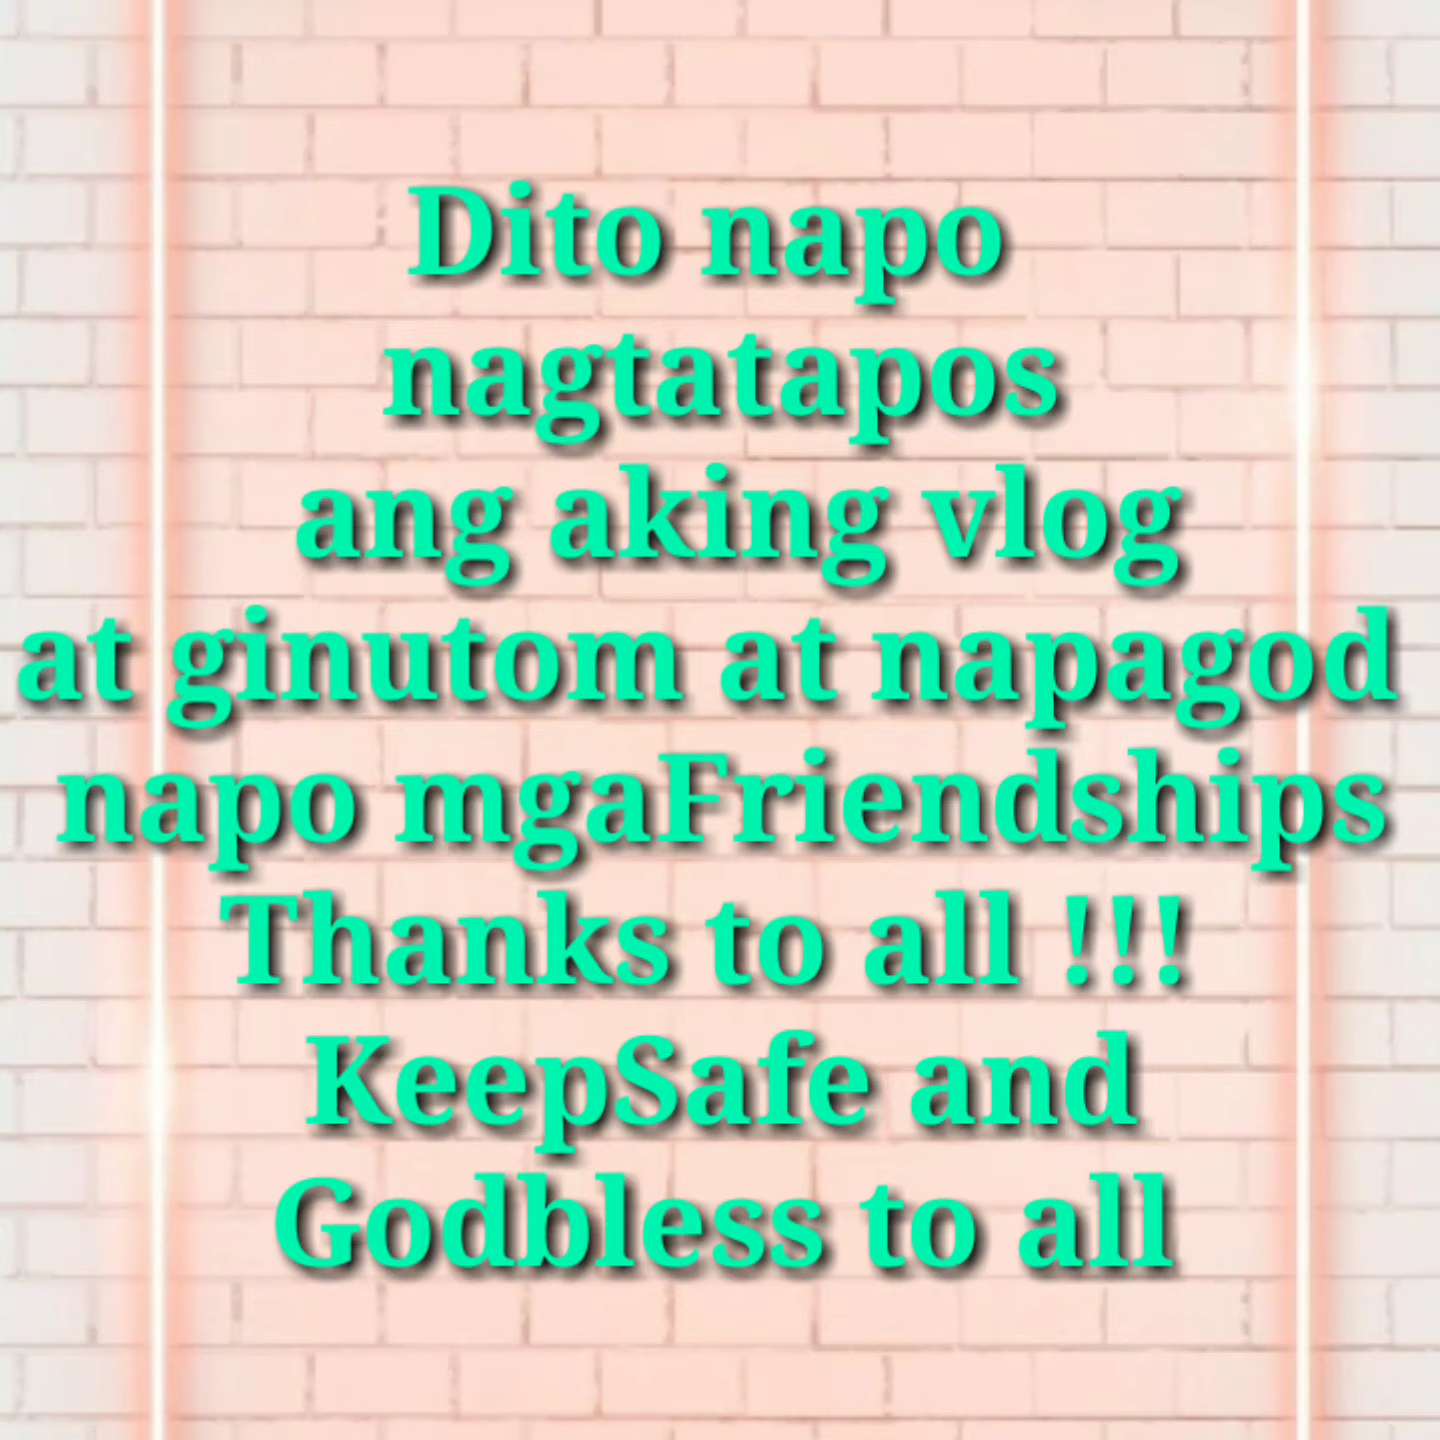 Dito napo
nagtatapos
ang aking vlog
at ginutom at napagod
napo mgaFriendships
Thanks to all !!!
KeepSafe and
Godbless to all